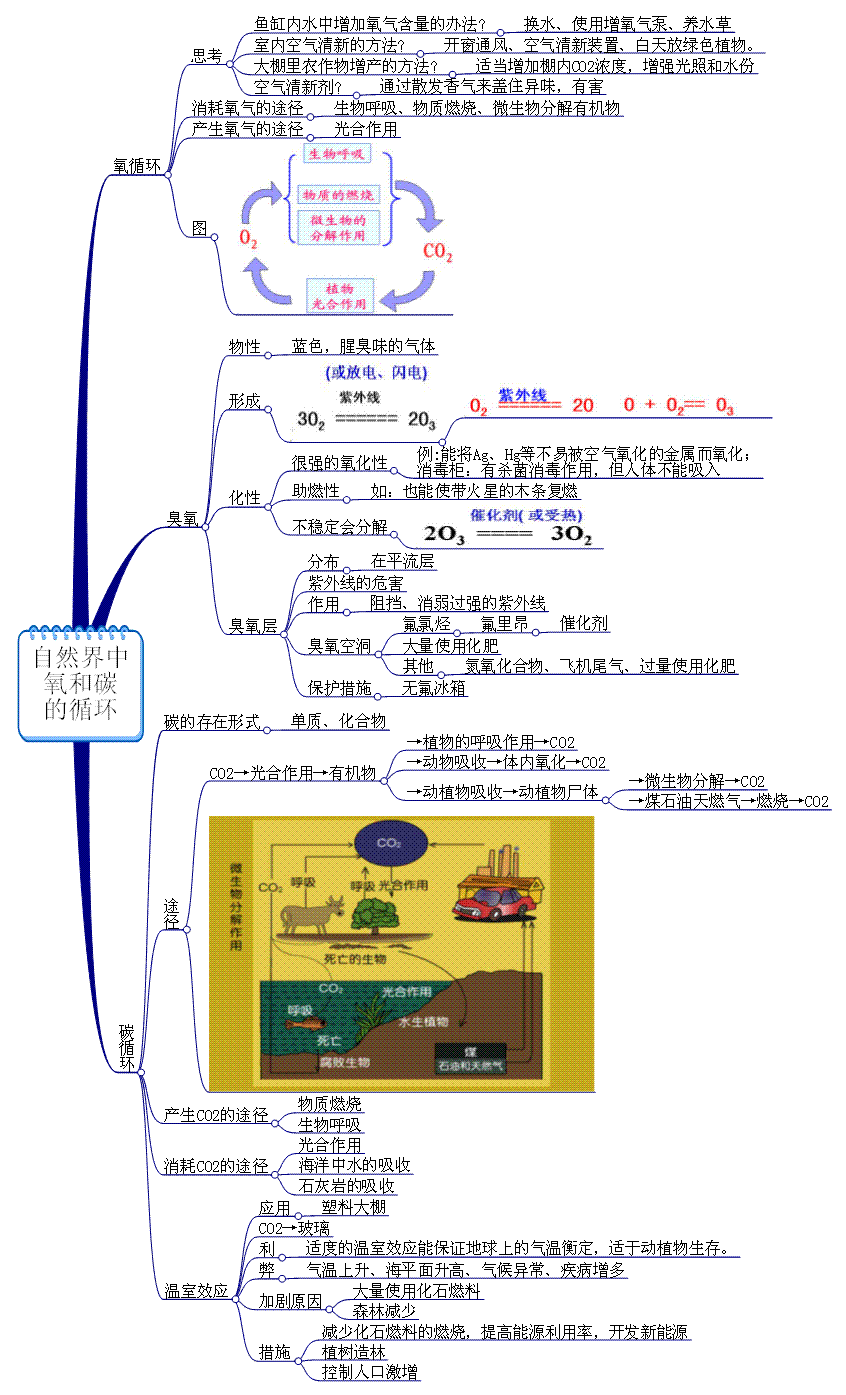 自然界中
氧和碳
的循环
氧循环
思考
鱼缸内水中增加氧气含量的办法？
换水、使用增氧气泵、养水草
室内空气清新的方法？
开窗通风、空气清新装置、白天放绿色植物。
大棚里农作物增产的方法？
适当增加棚内CO2浓度，增强光照和水份
空气清新剂？
通过散发香气来盖住异味，有害
消耗氧气的途径
生物呼吸、物质燃烧、微生物分解有机物
产生氧气的途径
光合作用
图
生物呼吸
物质的燃烧
微生物的
分解作用
O₂
CO₂
植物
光合作用
臭氧
物性
蓝色，腥臭味的气体
形成
(或放电、闪电)
紫外线
3O₂ ====== 2O₃
紫外线
O₂ ====== 2O O + O₂== O₃
化性
很强的氧化性
例:能将Ag、Hg等不易被空气氧化的金属而氧化；
消毒柜：有杀菌消毒作用，但人体不能吸入
助燃性
如：也能使带火星的木条复燃
不稳定会分解
催化剂( 或受热)
2O₃ ==== 3O₂
臭氧层
分布
在平流层
紫外线的危害
作用
阻挡、消弱过强的紫外线
臭氧空洞
氟氯烃
氟里昂
催化剂
大量使用化肥
其他
氮氧化合物、飞机尾气、过量使用化肥
保护措施
无氟冰箱
碳循环
碳的存在形式
单质、化合物
途径
CO2→光合作用→有机物
→植物的呼吸作用→CO2
→动物吸收→体内氧化→CO2
→动植物吸收→动植物尸体
→微生物分解→CO2
→煤石油天燃气→燃烧→CO2
微生物分解作用
CO₂
CO₂
呼吸
呼吸
光合作用
死亡的生物
CO₂
光合作用
呼吸
水生植物
死亡
腐败生物
煤
石油和天然气
产生CO2的途径
物质燃烧
生物呼吸
消耗CO2的途径
光合作用
海洋中水的吸收
石灰岩的吸收
温室效应
应用
塑料大棚
CO2→玻璃
利
适度的温室效应能保证地球上的气温衡定，适于动植物生存。
弊
气温上升、海平面升高、气候异常、疾病增多
加剧原因
大量使用化石燃料
森林减少
措施
减少化石燃料的燃烧，提高能源利用率，开发新能源
植树造林
控制人口激增